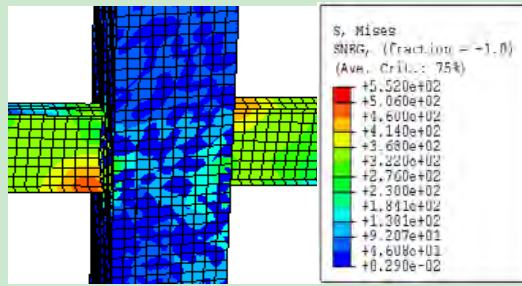 S, Mises
SNEG, (fraction = -1.0)
(Ave. Crit.: 75%)
+5.520e+02
+5.060e+02
+4.600e+02
+4.140e+02
+3.680e+02
+3.220e+02
+2.760e+02
+2.300e+02
+1.841e+02
+1.381e+02
+9.207e+01
+4.608e+01
+8.290e-02